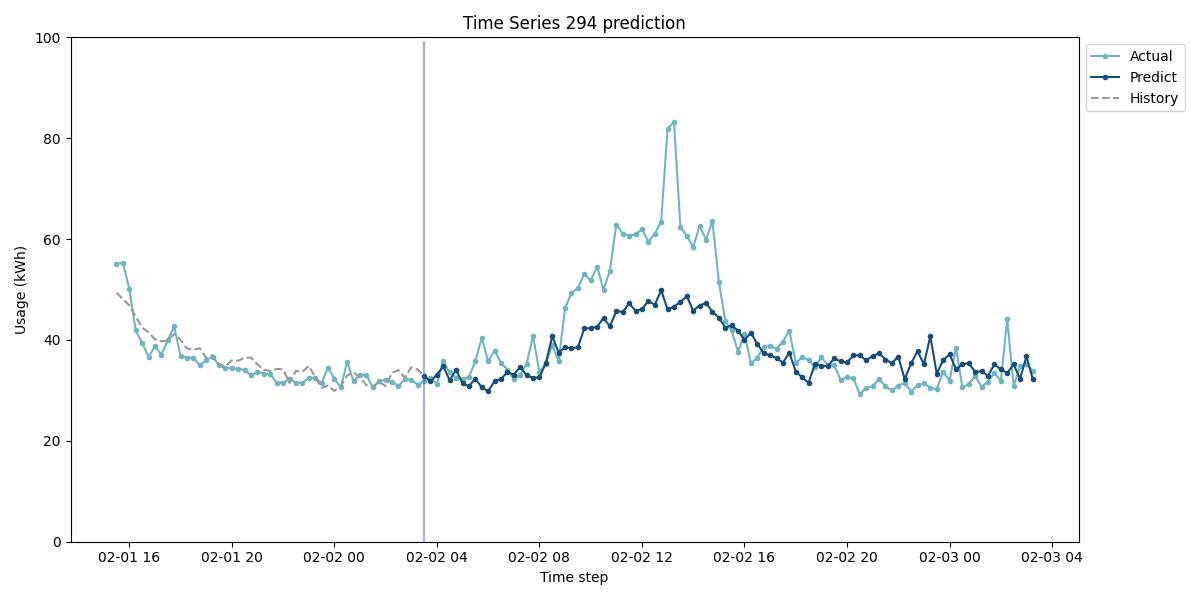 Time Series 294 prediction
Usage (kWh)
100
80
60
40
20
0
02-01 16
02-01 20
02-02 00
02-02 04
02-02 08
02-02 12
02-02 16
02-02 20
02-03 00
02-03 04
Time step
Actual
Predict
History